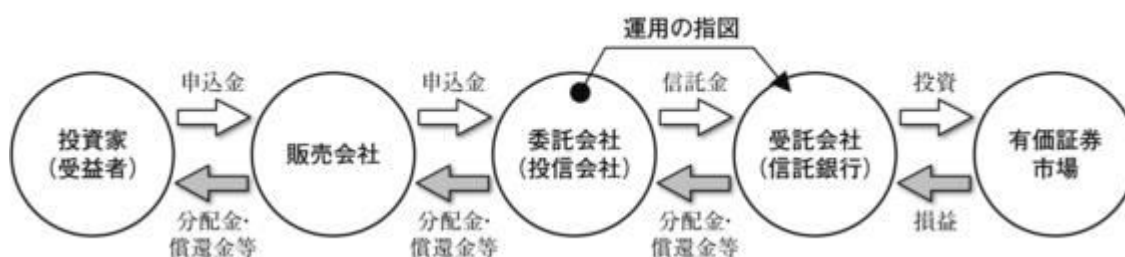 運用の指図
申込金
申込金
信託金
投資
投資家
(受益者)
販売会社
委託会社
(投信会社)
受託会社
(信託銀行)
有価証券
市場
分配金・
償還金等
分配金・
償還金等
分配金・
償還金等
損益